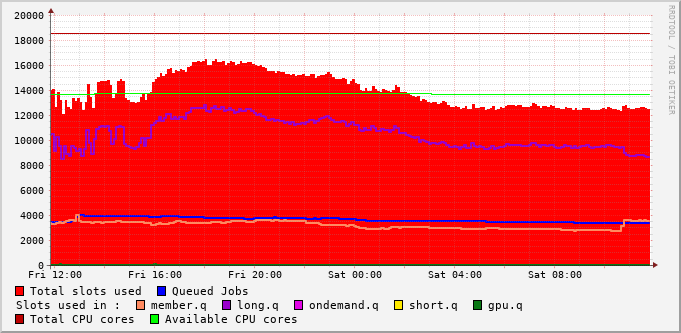 20000
18000
16000
14000
12000
10000
8000
6000
4000
2000
0
Fri 12:00 Fri 16:00 Fri 20:00 Sat 00:00 Sat 04:00 Sat 08:00
Total slots used Queued Jobs
Slots used in : member.q long.q ondemand.q short.q gpu.q
Total CPU cores Available CPU cores
RRDTOOL / TOBI OETIKER